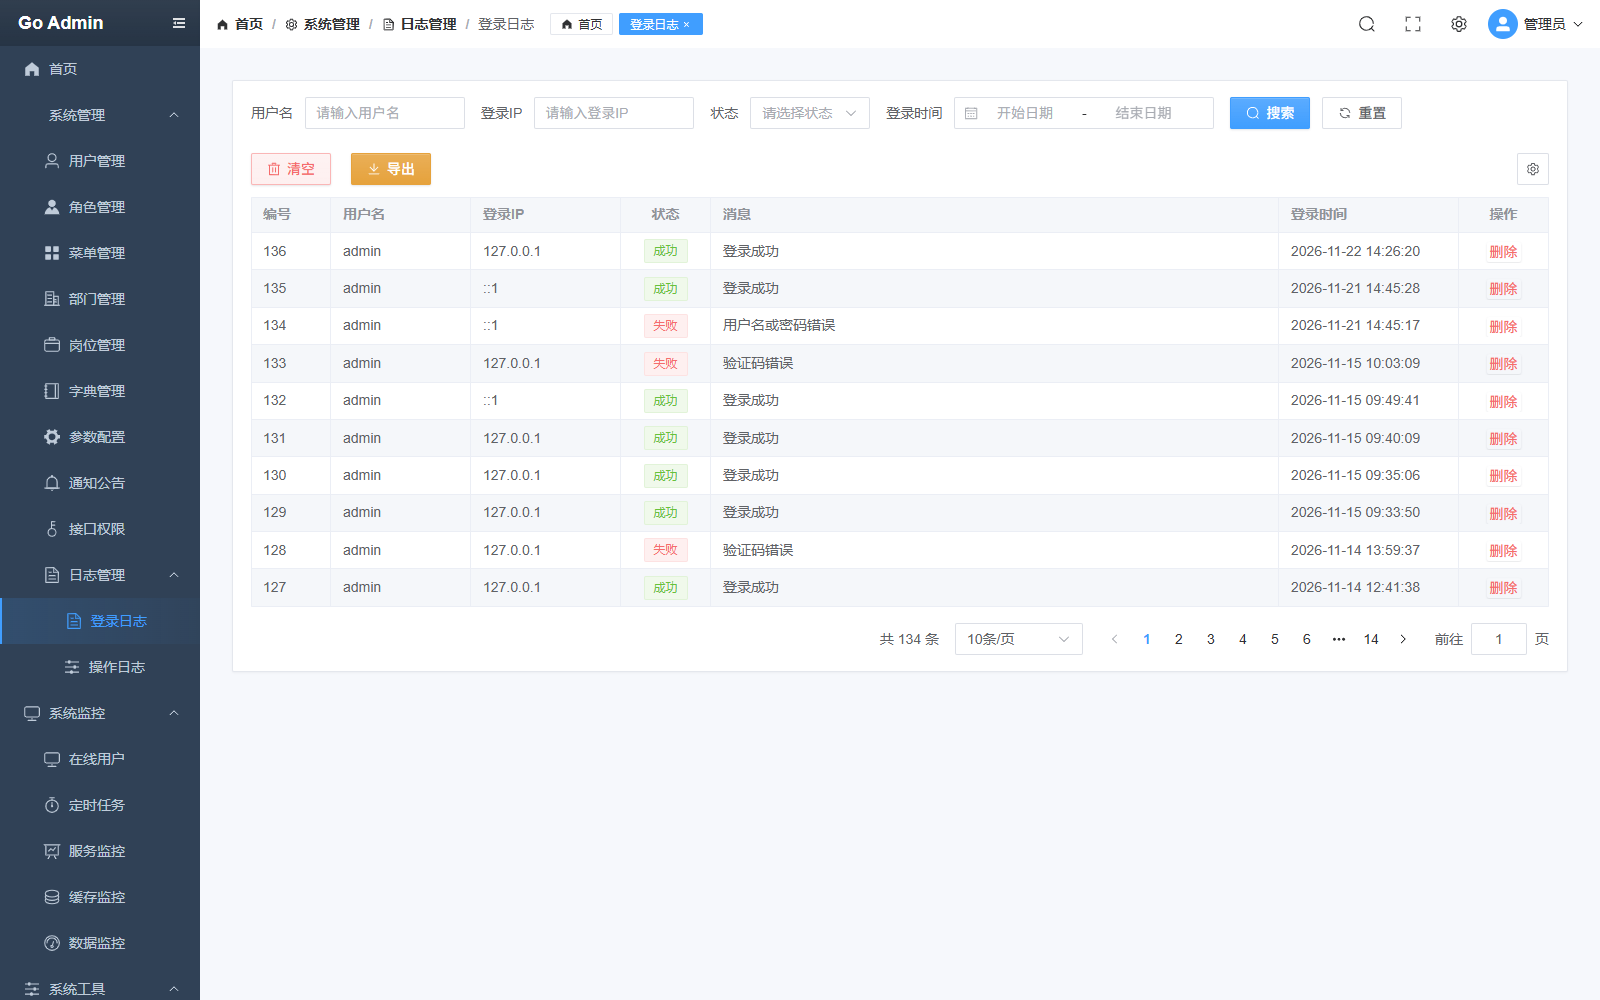 Go Admin
首页
系统管理
用户管理
角色管理
菜单管理
部门管理
岗位管理
字典管理
参数配置
通知公告
接口权限
日志管理
登录日志
操作日志
系统监控
在线用户
定时任务
服务监控
缓存监控
数据监控
系统工具
首页 / 系统管理 / 日志管理 / 登录日志
首页 登录日志 ×
管理员
用户名 请输入用户名 登录IP 请输入登录IP 状态 请选择状态 登录时间 开始日期 - 结束日期 搜索 重置
清空 导出
编号 用户名 登录IP 状态 消息 登录时间 操作
136 admin 127.0.0.1 成功 登录成功 2026-11-22 14:26:20 删除
135 admin ::1 成功 登录成功 2026-11-21 14:45:28 删除
134 admin ::1 失败 用户名或密码错误 2026-11-21 14:45:17 删除
133 admin 127.0.0.1 失败 验证码错误 2026-11-15 10:03:09 删除
132 admin ::1 成功 登录成功 2026-11-15 09:49:41 删除
131 admin 127.0.0.1 成功 登录成功 2026-11-15 09:40:09 删除
130 admin 127.0.0.1 成功 登录成功 2026-11-15 09:35:06 删除
129 admin 127.0.0.1 成功 登录成功 2026-11-15 09:33:50 删除
128 admin 127.0.0.1 失败 验证码错误 2026-11-14 13:59:37 删除
127 admin 127.0.0.1 成功 登录成功 2026-11-14 12:41:38 删除
共 134 条 10条/页 1 2 3 4 5 6 ••• 14 前往 1 页